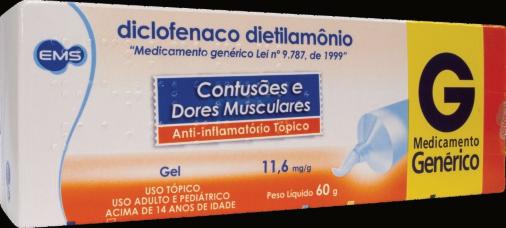 EMS
diclofenaco dietilamônio
"Medicamento genérico Lei nº 9.787, de 1999"
Contusões e
Dores Musculares
Anti-inflamatório Tópico
Gel 11,6 mg/g
USO TÓPICO
USO ADULTO E PEDIÁTRICO
ACIMA DE 14 ANOS DE IDADE
Peso Líquido 60 g
G
Medicamento
Genérico